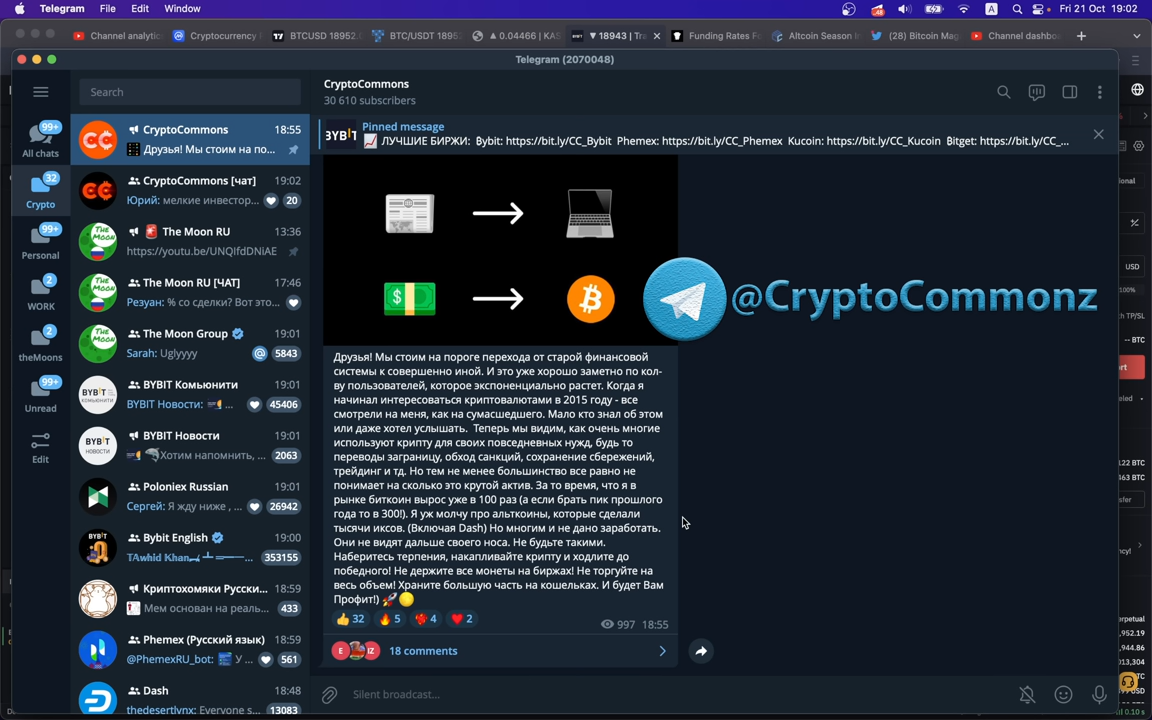 Telegram File Edit Window
Fri 21 Oct 19:02
Channel analytic
Cryptocurrency
BTCUSD 18952.
BTC/USDT 1895
▲ 0.04466 | KAS
▼ 18943 | Tra
Funding Rates F
Altcoin Season I
(28) Bitcoin Mag
Channel dashbo
Telegram (2070048)
Search
CryptoCommons
30 610 subscribers
Pinned message
ЛУЧШИЕ БИРЖИ: Bybit: https://bit.ly/CC_Bybit Phemex: https://bit.ly/CC_Phemex Kucoin: https://bit.ly/CC_Kucoin Bitget: https://bit.ly/CC_...
99+
All chats
32
Crypto
99+
Personal
2
WORK
2
theMoons
99+
Unread
Edit
CryptoCommons 18:55
Друзья! Мы стоим на по...
CryptoCommons [чат] 19:02
Юрий: мелкие инвестор... 20
The Moon RU 13:36
https://youtu.be/UNQIfdDNiAE
The Moon RU [ЧАТ] 17:46
Резуан: % со сделки? Вот это...
The Moon Group 19:01
Sarah: Uglyyyy @ 5843
BYBIT Комьюнити 19:01
BYBIT Новости: ... 45406
BYBIT Новости 19:01
Хотим напомнить, ... 2063
Poloniex Russian 19:01
Сергей: Я жду ниже , ... 26942
Bybit English 19:00
353155
Криптохомяки Русски... 18:59
Мем основан на реаль... 433
Phemex (Русский язык) 18:59
@PhemexRU_bot: У ... 561
Dash 18:48
thedesertlynx: Everyone s... 13083
@CryptoCommonz
Друзья! Мы стоим на пороге перехода от старой финансовой
системы к совершенно иной. И это уже хорошо заметно по кол-
ву пользователей, которое экспоненциально растет. Когда я
начинал интересоваться криптовалютами в 2015 году - все
смотрели на меня, как на сумасшедшего. Мало кто знал об этом
или даже хотел услышать. Теперь мы видим, как очень многие
используют крипту для своих повседневных нужд, будь то
переводы заграницу, обход санкций, сохранение сбережений,
трейдинг и тд. Но тем не менее большинство все равно не
понимает на сколько это крутой актив. За то время, что я в
рынке биткоин вырос уже в 100 раз (а если брать пик прошлого
года то в 300!). Я уж молчу про альткоины, которые сделали
тысячи иксов. (Включая Dash) Но многим и не дано заработать.
Они не видят дальше своего носа. Не будьте такими.
Наберитесь терпения, накапливайте крипту и ходлите до
победного! Не держите все монеты на биржах! Не торгуйте на
весь объем! Храните большую часть на кошельках. И будет Вам
Профит!)
32 5 4 2
997 18:55
18 comments
Silent broadcast...
USD
100%
-- BTC
.122 BTC
463 BTC
,952.19
,944.86
013,304